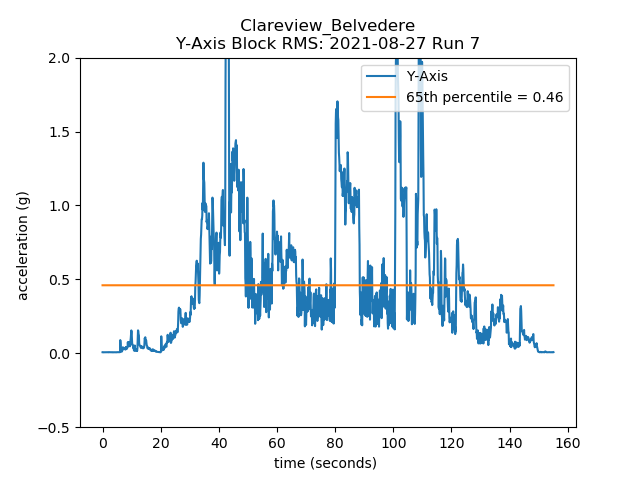 Clareview_Belvedere
Y-Axis Block RMS: 2021-08-27 Run 7
Y-Axis
65th percentile = 0.46
2.0
1.5
1.0
0.5
0.0
−0.5
acceleration (g)
0 20 40 60 80 100 120 140 160
time (seconds)